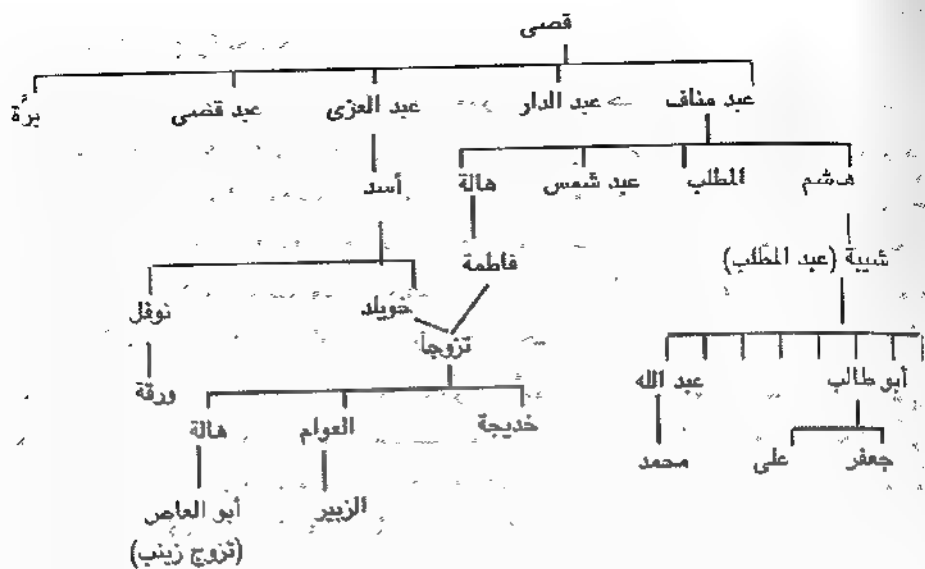 قصى
عبد مناف عبد الدار عبد العزى عبد قصى برة
هشم المطلب عبد شمس هالة أسد
شيبة (عبد المطلب) فاطمة
خويلد نوفل
تزوجا
أبو طالب عبد الله ورقة
خديجة العوام هالة
جعفر على محمد
الزبير أبو العاص
(تزوج زينب)